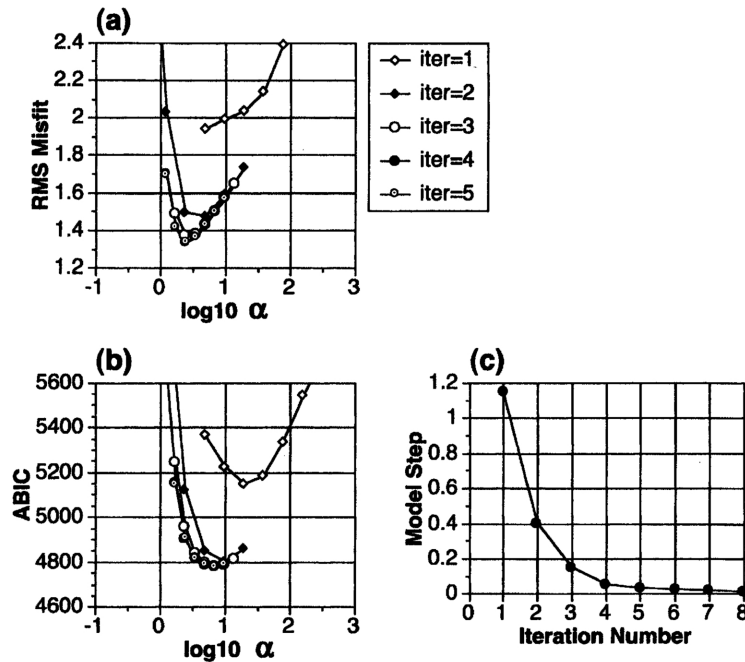 (a)
2.4
2.2
2
1.8
1.6
1.4
1.2
RMS Misfit
-1 0 1 2 3
log10 α
iter=1
iter=2
iter=3
iter=4
iter=5
(b)
5600
5400
5200
5000
4800
4600
ABIC
-1 0 1 2 3
log10 α
(c)
1.2
1
0.8
0.6
0.4
0.2
0
Model Step
0 1 2 3 4 5 6 7 8
Iteration Number